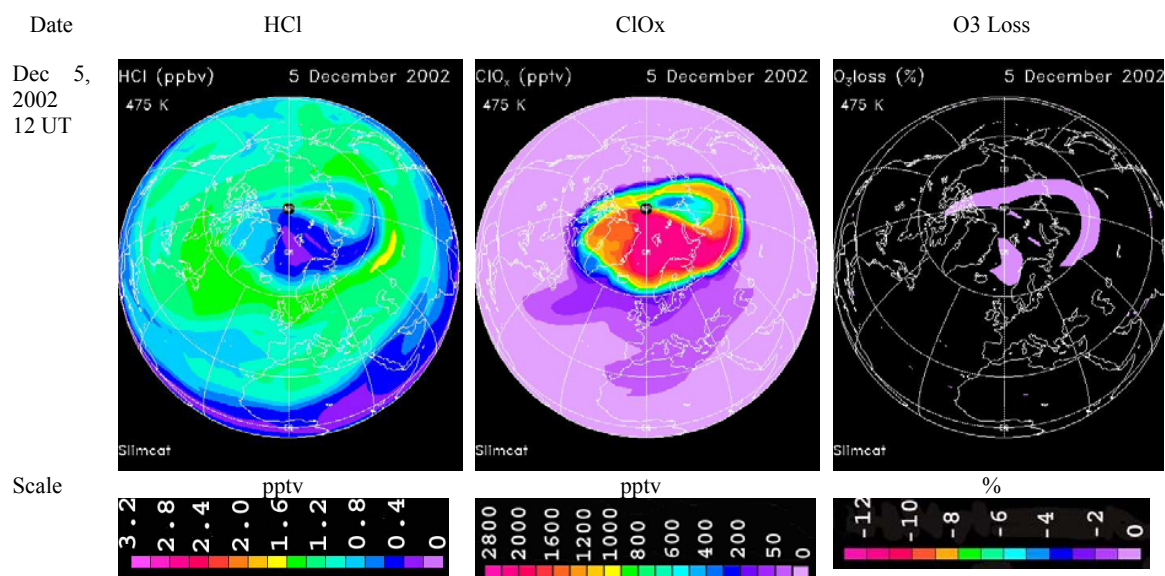 Date HCl ClOx O3 Loss
Dec 5,
2002
12 UT
HCl (ppbv) 5 December 2002
475 K
Slimcat
ClOₓ (pptv) 5 December 2002
475 K
Slimcat
O₃loss (%) 5 December 2002
475 K
Slimcat
Scale pptv pptv %
3.2 2.8 2.4 2.0 1.6 1.2 0.8 0.4 0
2800 2000 1400 1000 800 600 400 200 50 0
-12 -10 -8 -6 -4 -2 0